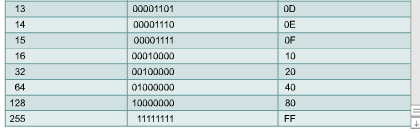 13 00001101 0D
14 00001110 0E
15 00001111 0F
16 00010000 10
32 00100000 20
64 01000000 40
128 10000000 80
255 11111111 FF